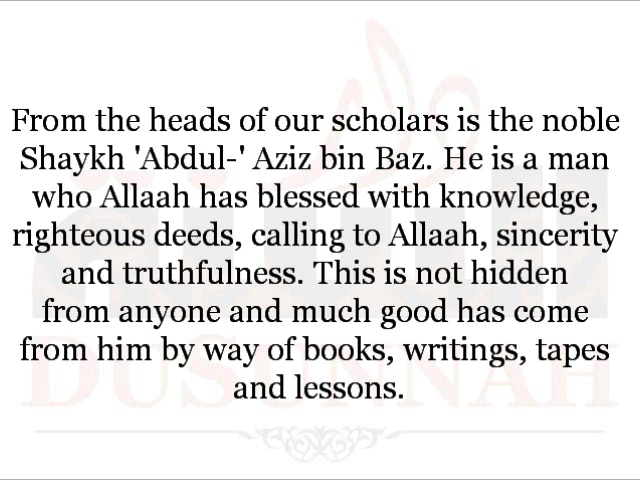 From the heads of our scholars is the noble
Shaykh 'Abdul-' Aziz bin Baz. He is a man
who Allaah has blessed with knowledge,
righteous deeds, calling to Allaah, sincerity
and truthfulness. This is not hidden
from anyone and much good has come
from him by way of books, writings, tapes
and lessons.
DUSUNNAH